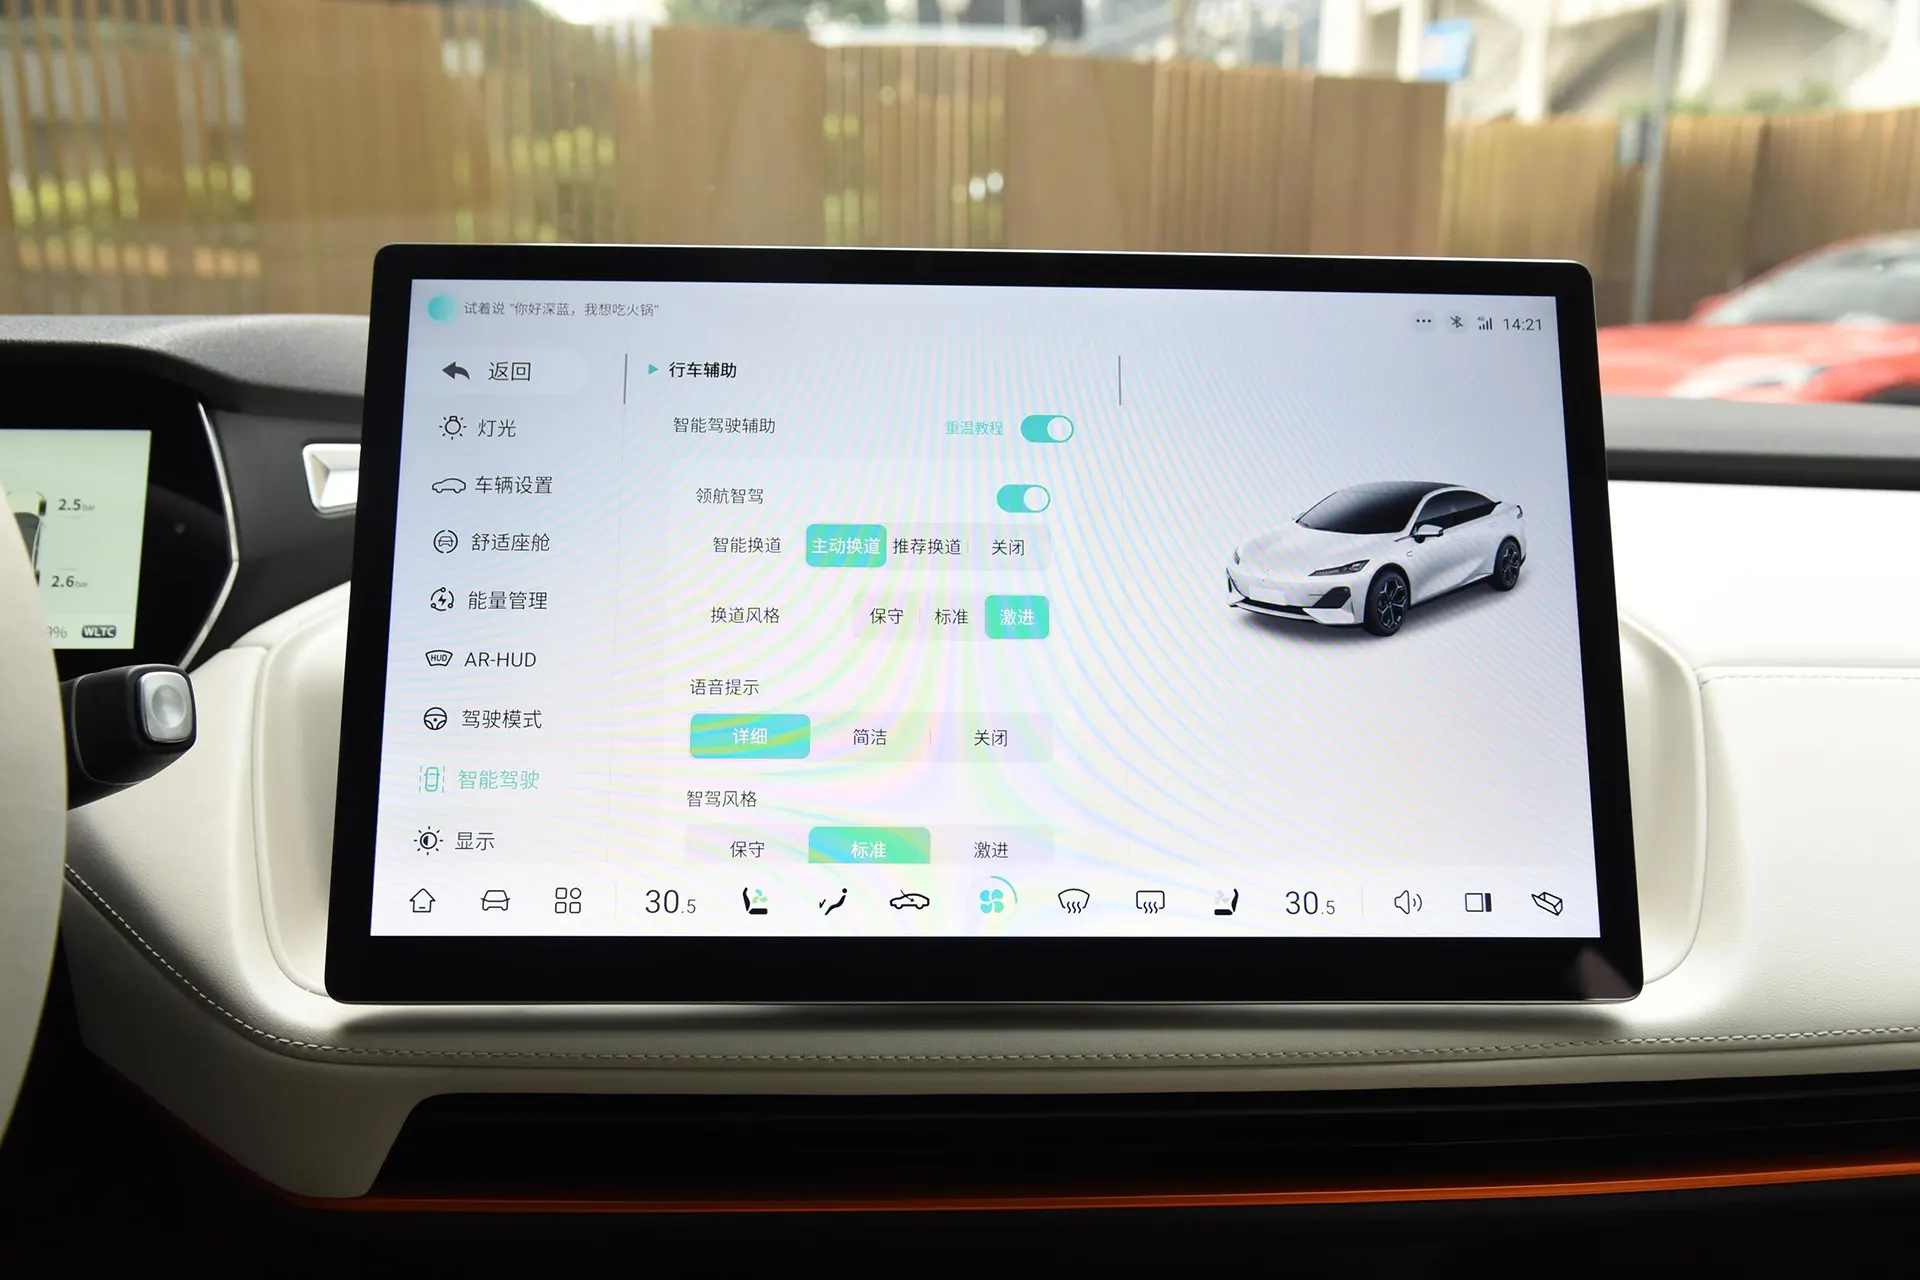 试着说 "你好深蓝，我想吃火锅"
4G 14:21
返回
灯光
车辆设置
舒适座舱
能量管理
HUD AR-HUD
驾驶模式
智能驾驶
显示
行车辅助
智能驾驶辅助 重温教程
领航智驾
智能换道 主动换道 推荐换道 关闭
换道风格 保守 标准 激进
语音提示
详细 简洁 关闭
智驾风格
保守 标准 激进
30.5 30.5
2.5 bar
2.6 bar
9% WLTC